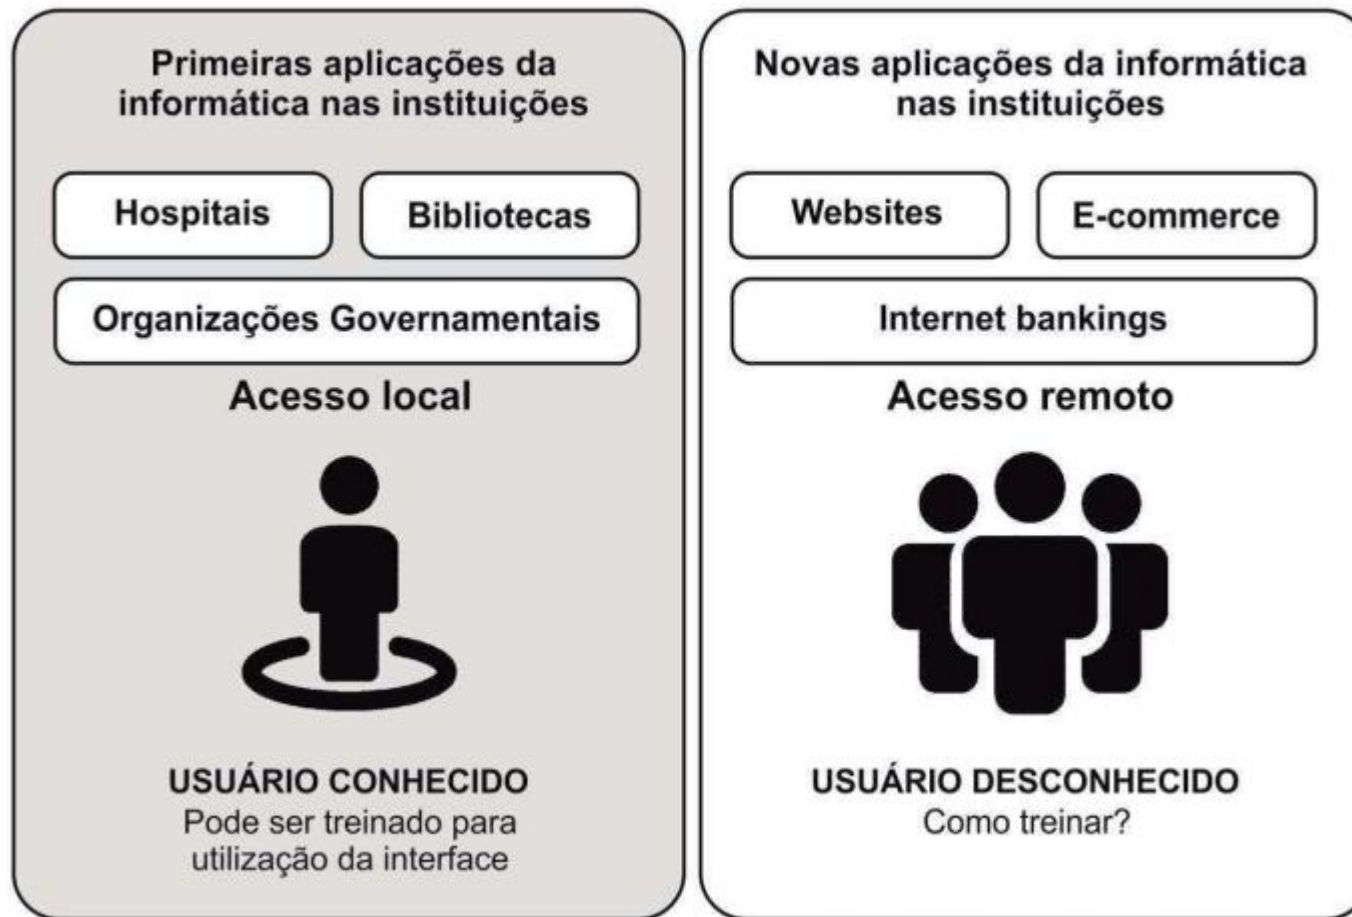 Primeiras aplicações da
informática nas instituições
Hospitais
Bibliotecas
Organizações Governamentais
Acesso local
USUÁRIO CONHECIDO
Pode ser treinado para
utilização da interface
Novas aplicações da informática
nas instituições
Websites
E-commerce
Internet bankings
Acesso remoto
USUÁRIO DESCONHECIDO
Como treinar?